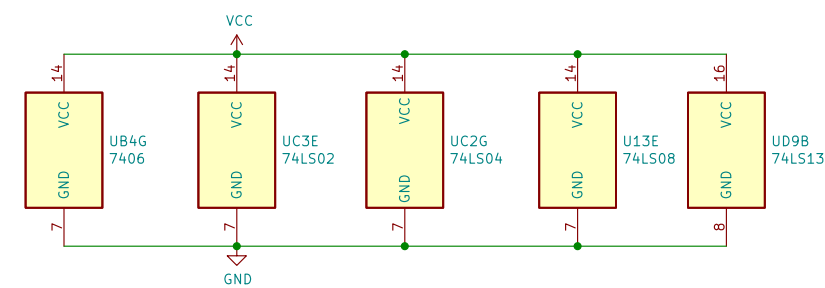 VCC
14
14
14
14
16
VCC
VCC
VCC
VCC
VCC
UB4G
7406
UC3E
74LS02
UC2G
74LS04
U13E
74LS08
UD9B
74LS13
GND
GND
GND
GND
GND
7
7
7
7
8
GND